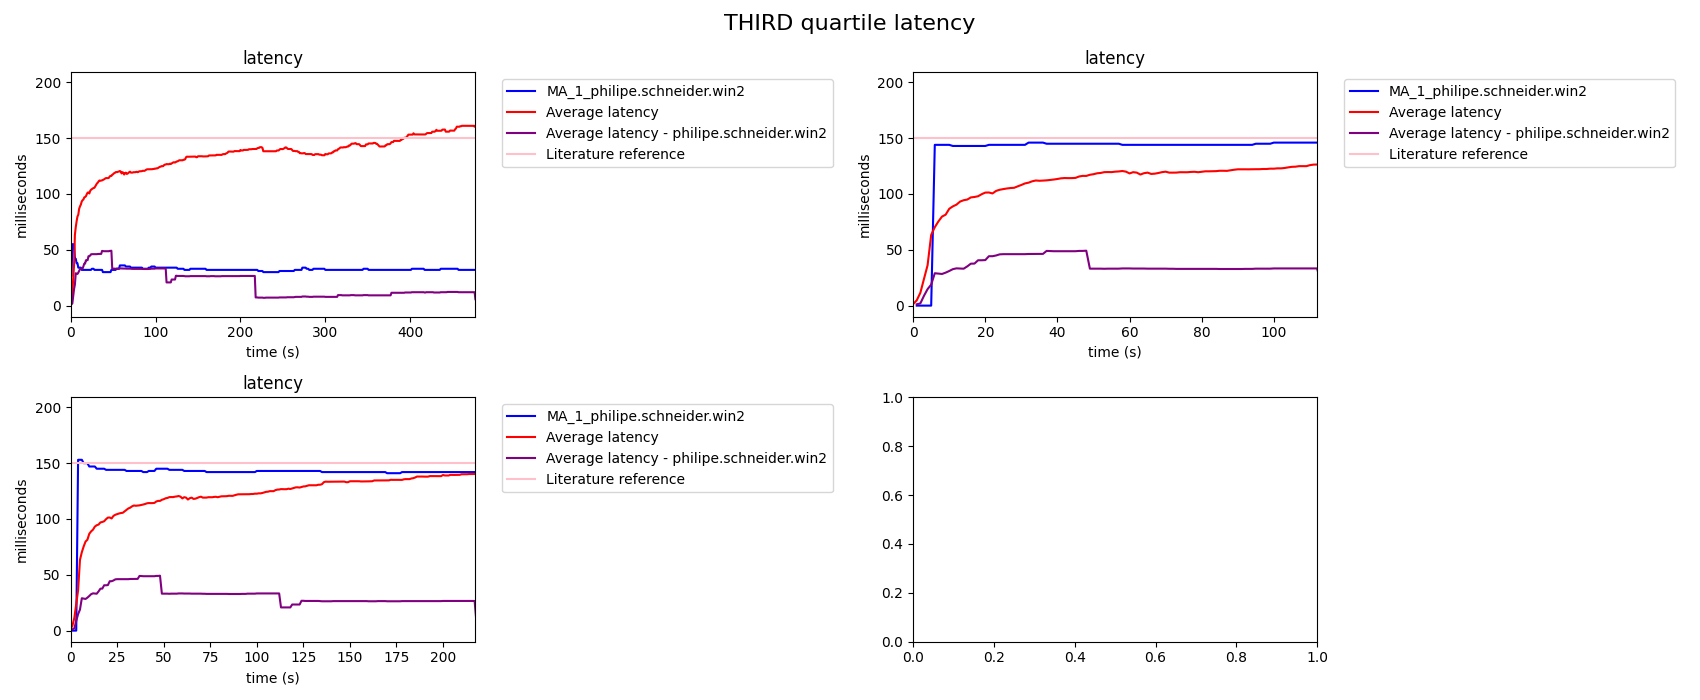 THIRD quartile latency
latency
milliseconds
200
150
100
50
0
0 100 200 300 400
time (s)
MA_1_philipe.schneider.win2
Average latency
Average latency - philipe.schneider.win2
Literature reference
latency
milliseconds
200
150
100
50
0
0 20 40 60 80 100
time (s)
MA_1_philipe.schneider.win2
Average latency
Average latency - philipe.schneider.win2
Literature reference
latency
milliseconds
200
150
100
50
0
0 25 50 75 100 125 150 175 200
time (s)
MA_1_philipe.schneider.win2
Average latency
Average latency - philipe.schneider.win2
Literature reference
1.0
0.8
0.6
0.4
0.2
0.0
0.0 0.2 0.4 0.6 0.8 1.0